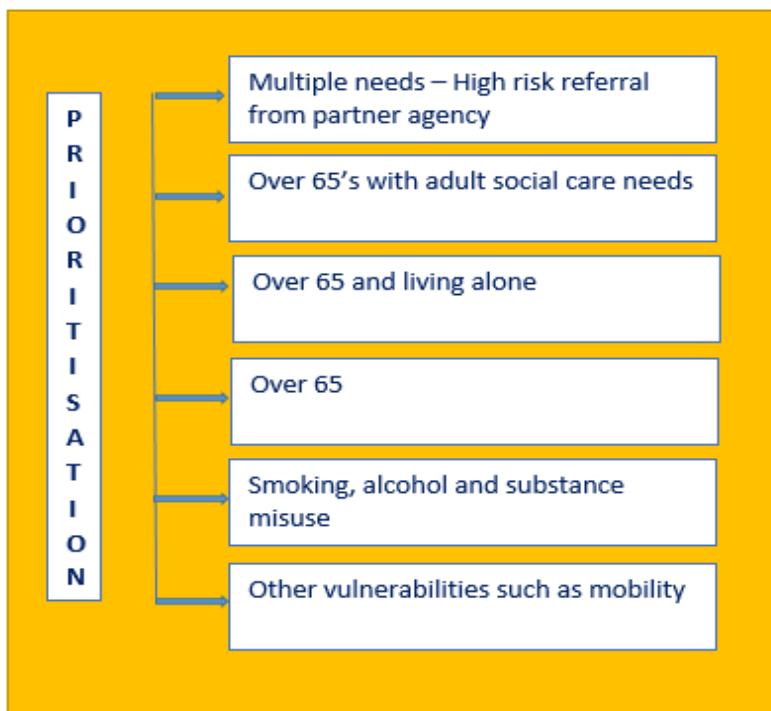 PRIORITISATION
Multiple needs – High risk referral
from partner agency
Over 65’s with adult social care needs
Over 65 and living alone
Over 65
Smoking, alcohol and substance
misuse
Other vulnerabilities such as mobility